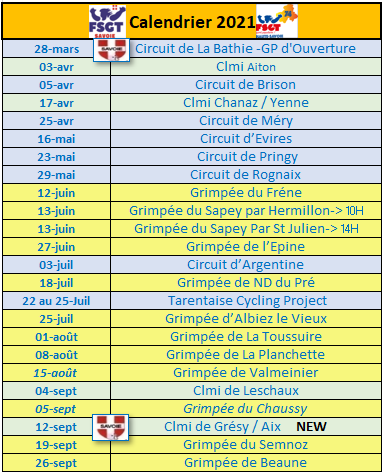 FSGT
SAVOIE
Calendrier 2021
74
FSGT
28-mars SAVOIE Circuit de La Bathie -GP d'Ouverture
03-avr Clmi Aiton
05-avr Circuit de Brison
17-avr Clmi Chanaz / Yenne
25-avr Circuit de Méry
16-mai Circuit d'Evires
23-mai Circuit de Pringy
29-mai Circuit de Rognaix
12-juin Grimpée du Fréne
13-juin Grimpée du Sapey par Hermillon-> 10H
13-juin Grimpée du Sapey Par St Julien-> 14H
27-juin Grimpée de l'Epine
03-juil Circuit d'Argentine
18-juil Grimpée de ND du Pré
22 au 25-Juil Tarentaise Cycling Project
25-juil Grimpée d'Albiez le Vieux
01-août Grimpée de La Toussuire
08-août Grimpée de La Planchette
15-août Grimpée de Valmeinier
04-sept Clmi de Leschaux
05-sept Grimpée du Chaussy
12-sept SAVOIE Clmi de Grésy / Aix NEW
19-sept Grimpée du Semnoz
26-sept Grimpée de Beaune